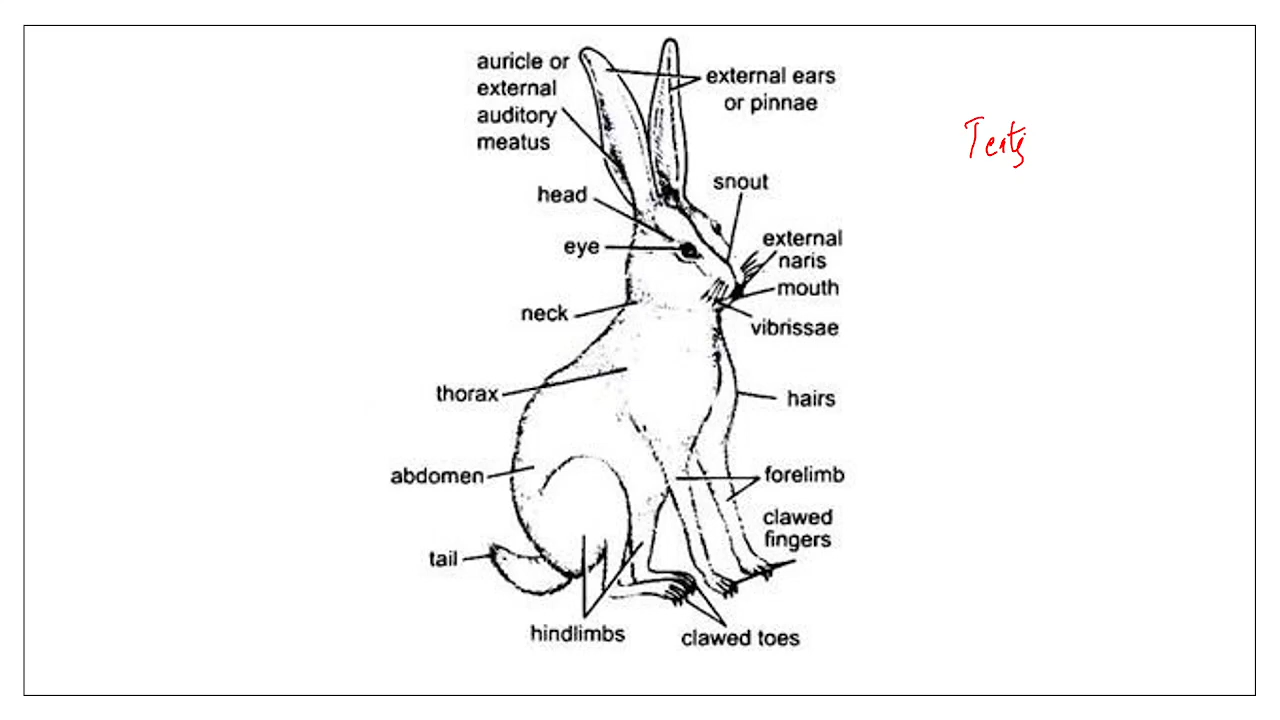 auricle or
external
auditory
meatus
external ears
or pinnae
snout
head
external
naris
eye
mouth
neck
vibrissae
thorax
hairs
abdomen
forelimb
clawed
fingers
tail
hindlimbs
clawed toes